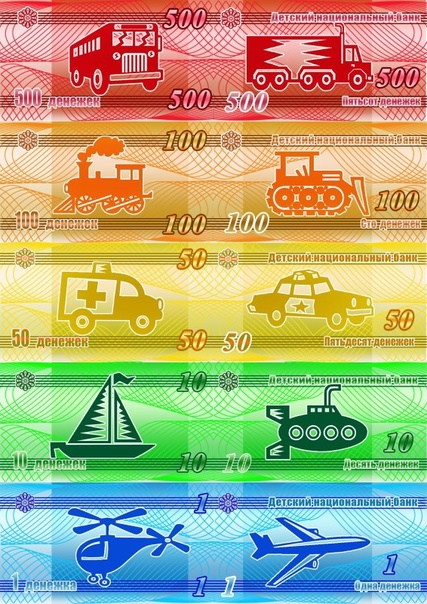 500 Детский национальный банк
500
500 денежек 500 500 Пятьсот денежек
100 Детский национальный банк
100
100 денежек 100 100 Сто денежек
50 Детский национальный банк
50
50 денежек 50 50 Пятьдесят денежек
10 Детский национальный банк
10
10 денежек 10 10 Десять денежек
1 Детский национальный банк
1
1 денежка 1 1 Одна денежка